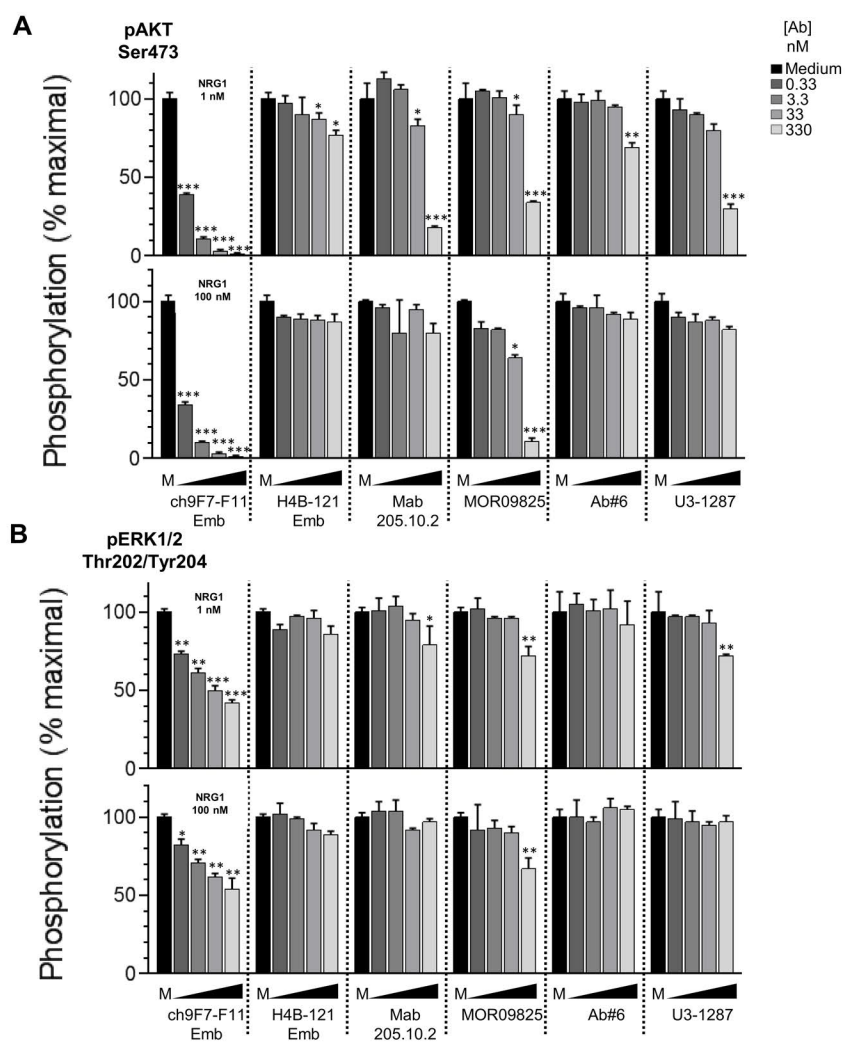 A
pAKT
Ser473
[Ab]
nM
Medium
0.33
3.3
33
330
Phosphorylation (% maximal)
NRG1
1 nM
100
50
0
*** *** *** ***
* *
* ***
* ***
**
***
NRG1
100 nM
100
50
0
*** *** *** ***
* ***
M M M M M M
ch9F7-F11
Emb
H4B-121
Emb
Mab
205.10.2
MOR09825
Ab#6
U3-1287
B
pERK1/2
Thr202/Tyr204
Phosphorylation (% maximal)
NRG1
1 nM
100
50
0
** ** *** ***
*
**
**
NRG1
100 nM
100
50
0
* ** ** **
**
M M M M M M
ch9F7-F11
Emb
H4B-121
Emb
Mab
205.10.2
MOR09825
Ab#6
U3-1287